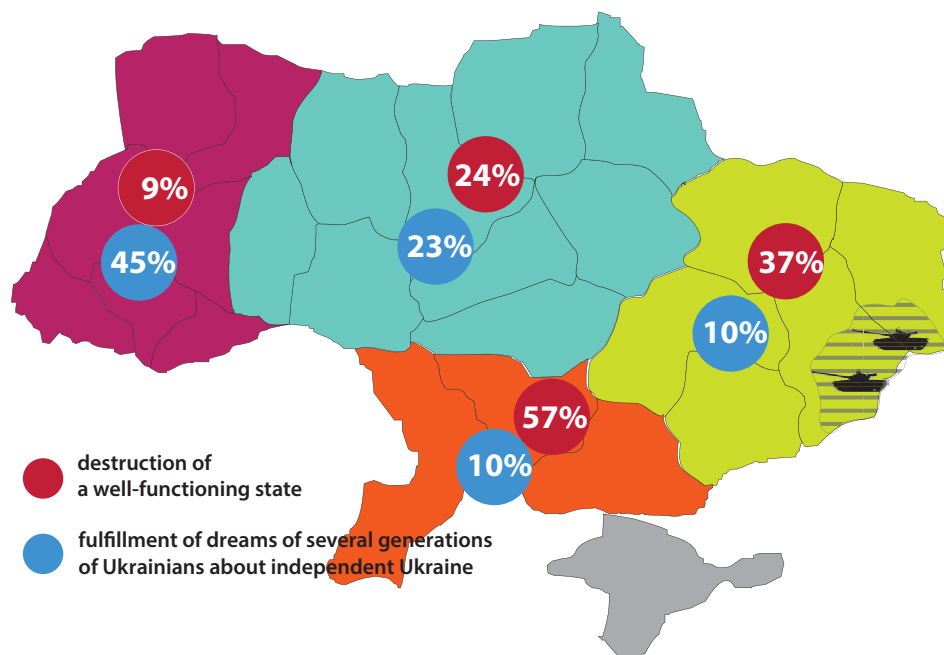 24%
9%
23%
45%
37%
10%
57%
10%
destruction of
a well-functioning state
fulfillment of dreams of several generations
of Ukrainians about independent Ukraine